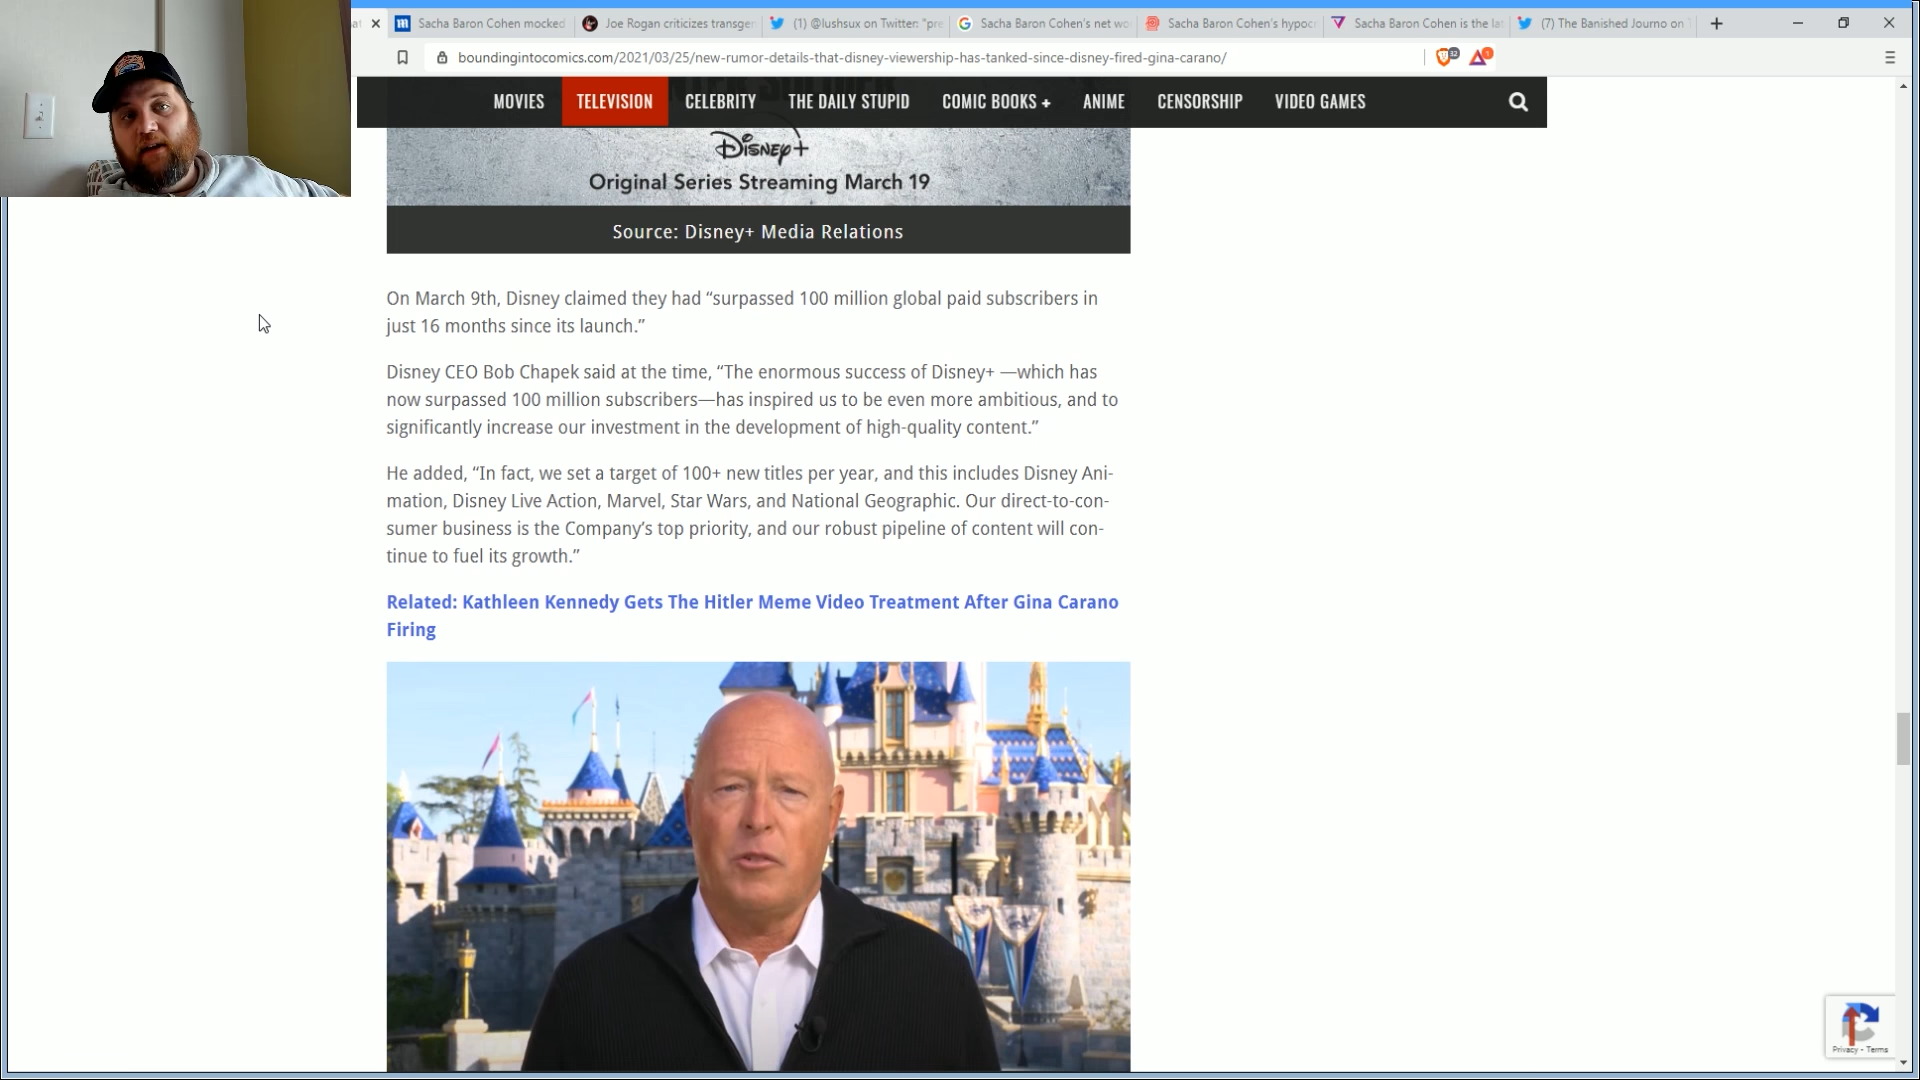 Sacha Baron Cohen mocked
Joe Rogan criticizes transger
(1) @lushsux on Twitter: "pre
Sacha Baron Cohen's net wo
Sacha Baron Cohen's hypoc
Sacha Baron Cohen is the la
(7) The Banished Journo on
boundingintocomics.com/2021/03/25/new-rumor-details-that-disney-viewership-has-tanked-since-disney-fired-gina-carano/
MOVIES TELEVISION CELEBRITY THE DAILY STUPID COMIC BOOKS + ANIME CENSORSHIP VIDEO GAMES
Disney+
Original Series Streaming March 19
Source: Disney+ Media Relations
On March 9th, Disney claimed they had “surpassed 100 million global paid subscribers in
just 16 months since its launch.”
Disney CEO Bob Chapek said at the time, “The enormous success of Disney+ —which has
now surpassed 100 million subscribers—has inspired us to be even more ambitious, and to
significantly increase our investment in the development of high-quality content.”
He added, “In fact, we set a target of 100+ new titles per year, and this includes Disney Ani-
mation, Disney Live Action, Marvel, Star Wars, and National Geographic. Our direct-to-con-
sumer business is the Company’s top priority, and our robust pipeline of content will con-
tinue to fuel its growth.”
Related: Kathleen Kennedy Gets The Hitler Meme Video Treatment After Gina Carano
Firing
Privacy - Terms